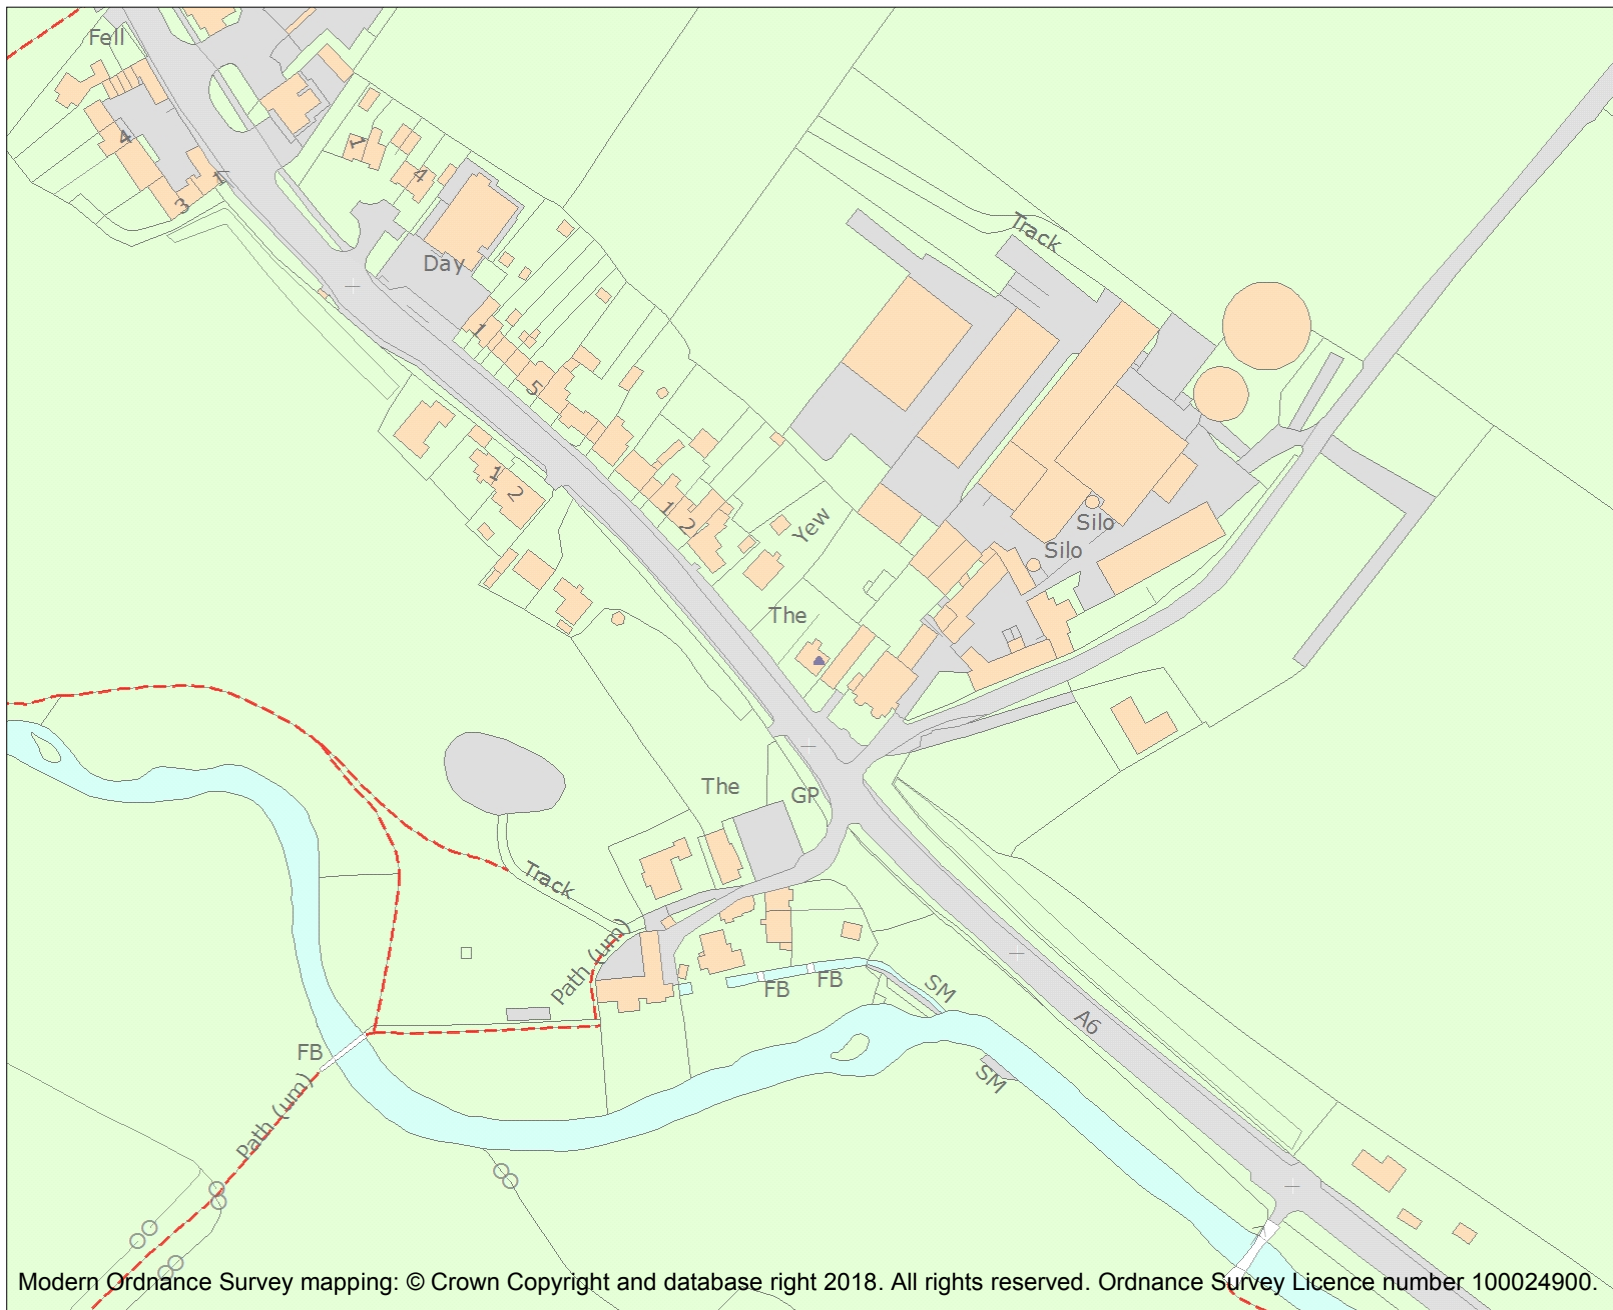 Fell
4
1
4
1
3
Track
Day
1
5
1
2
1
2
Yew
Silo
Silo
The
The
GP
Track
Path (um)
FB
FB
SM
A6
FB
SM
Path (um)
Modern Ordnance Survey mapping: © Crown Copyright and database right 2018. All rights reserved. Ordnance Survey Licence number 100024900.